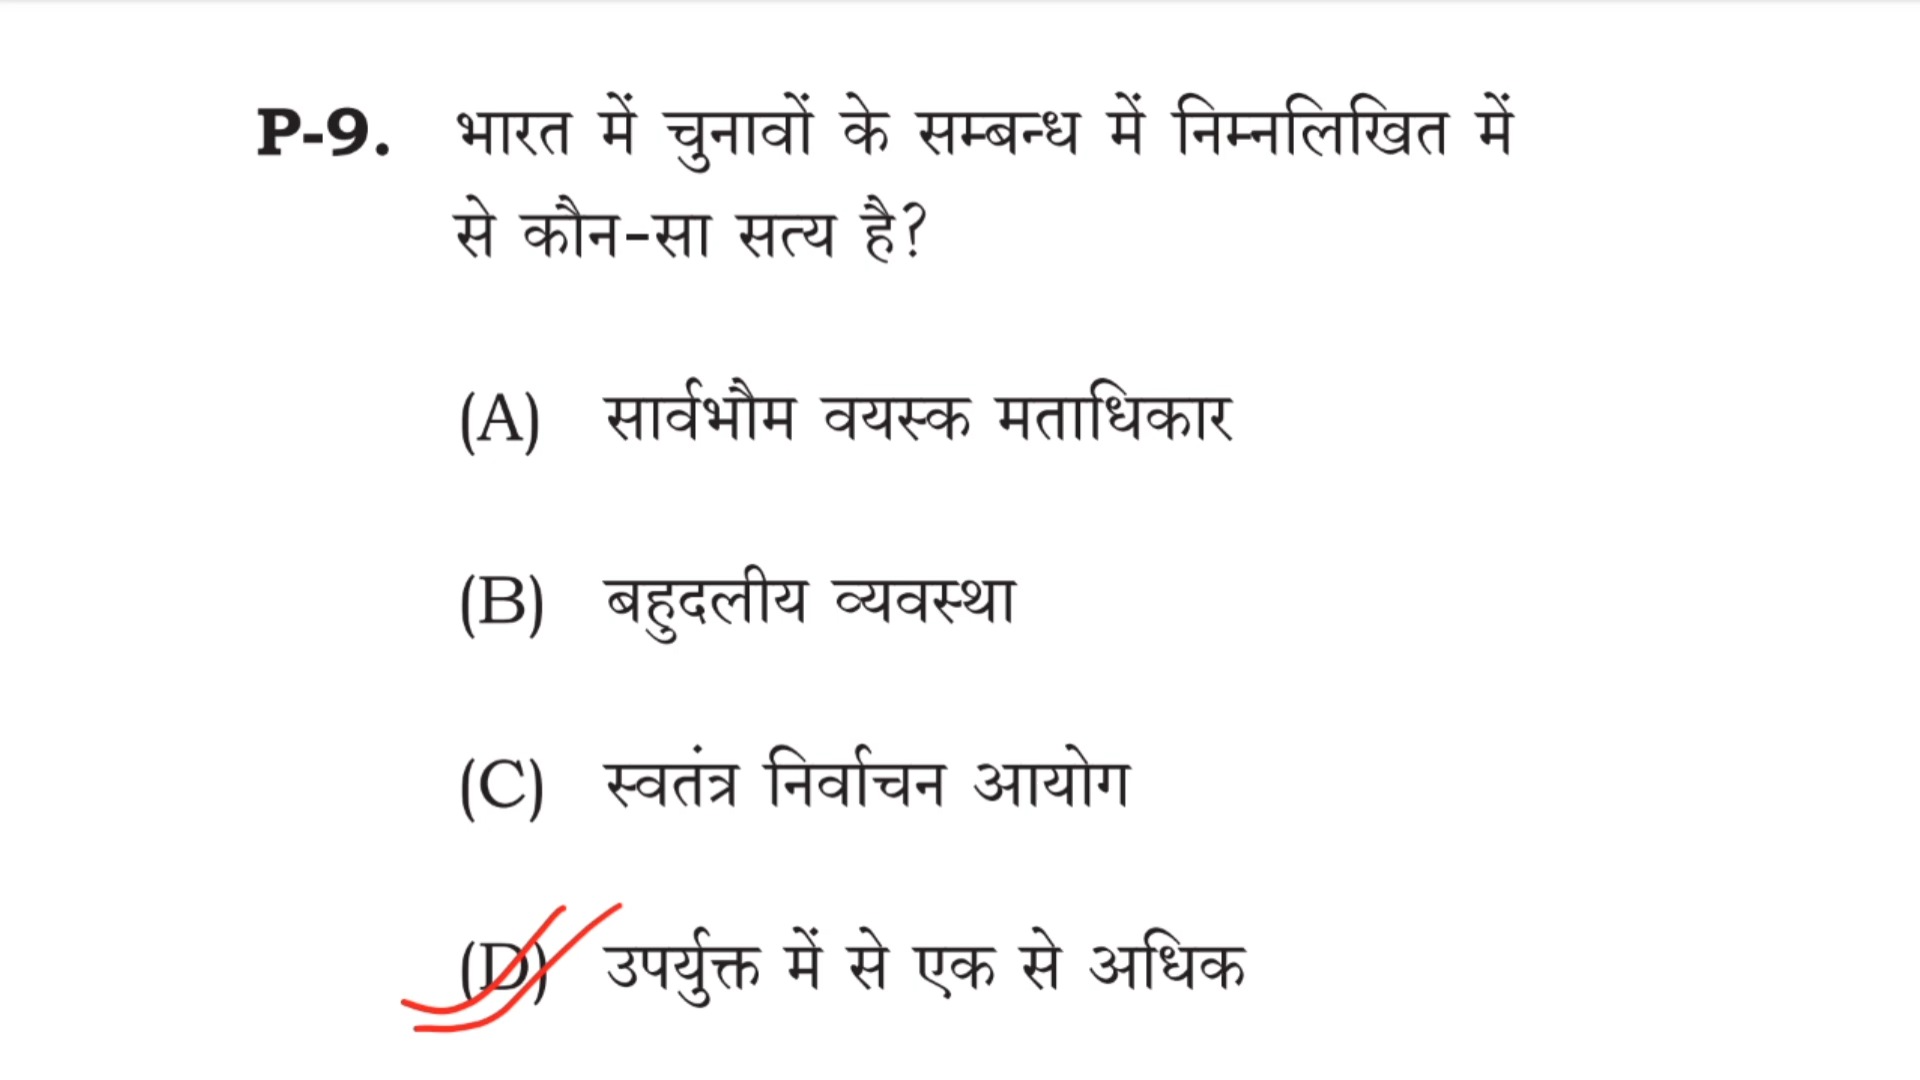 P-9. भारत में चुनावों के सम्बन्ध में निम्नलिखित में
से कौन-सा सत्य है?
(A) सार्वभौम वयस्क मताधिकार
(B) बहुदलीय व्यवस्था
(C) स्वतंत्र निर्वाचन आयोग
(D) उपर्युक्त में से एक से अधिक